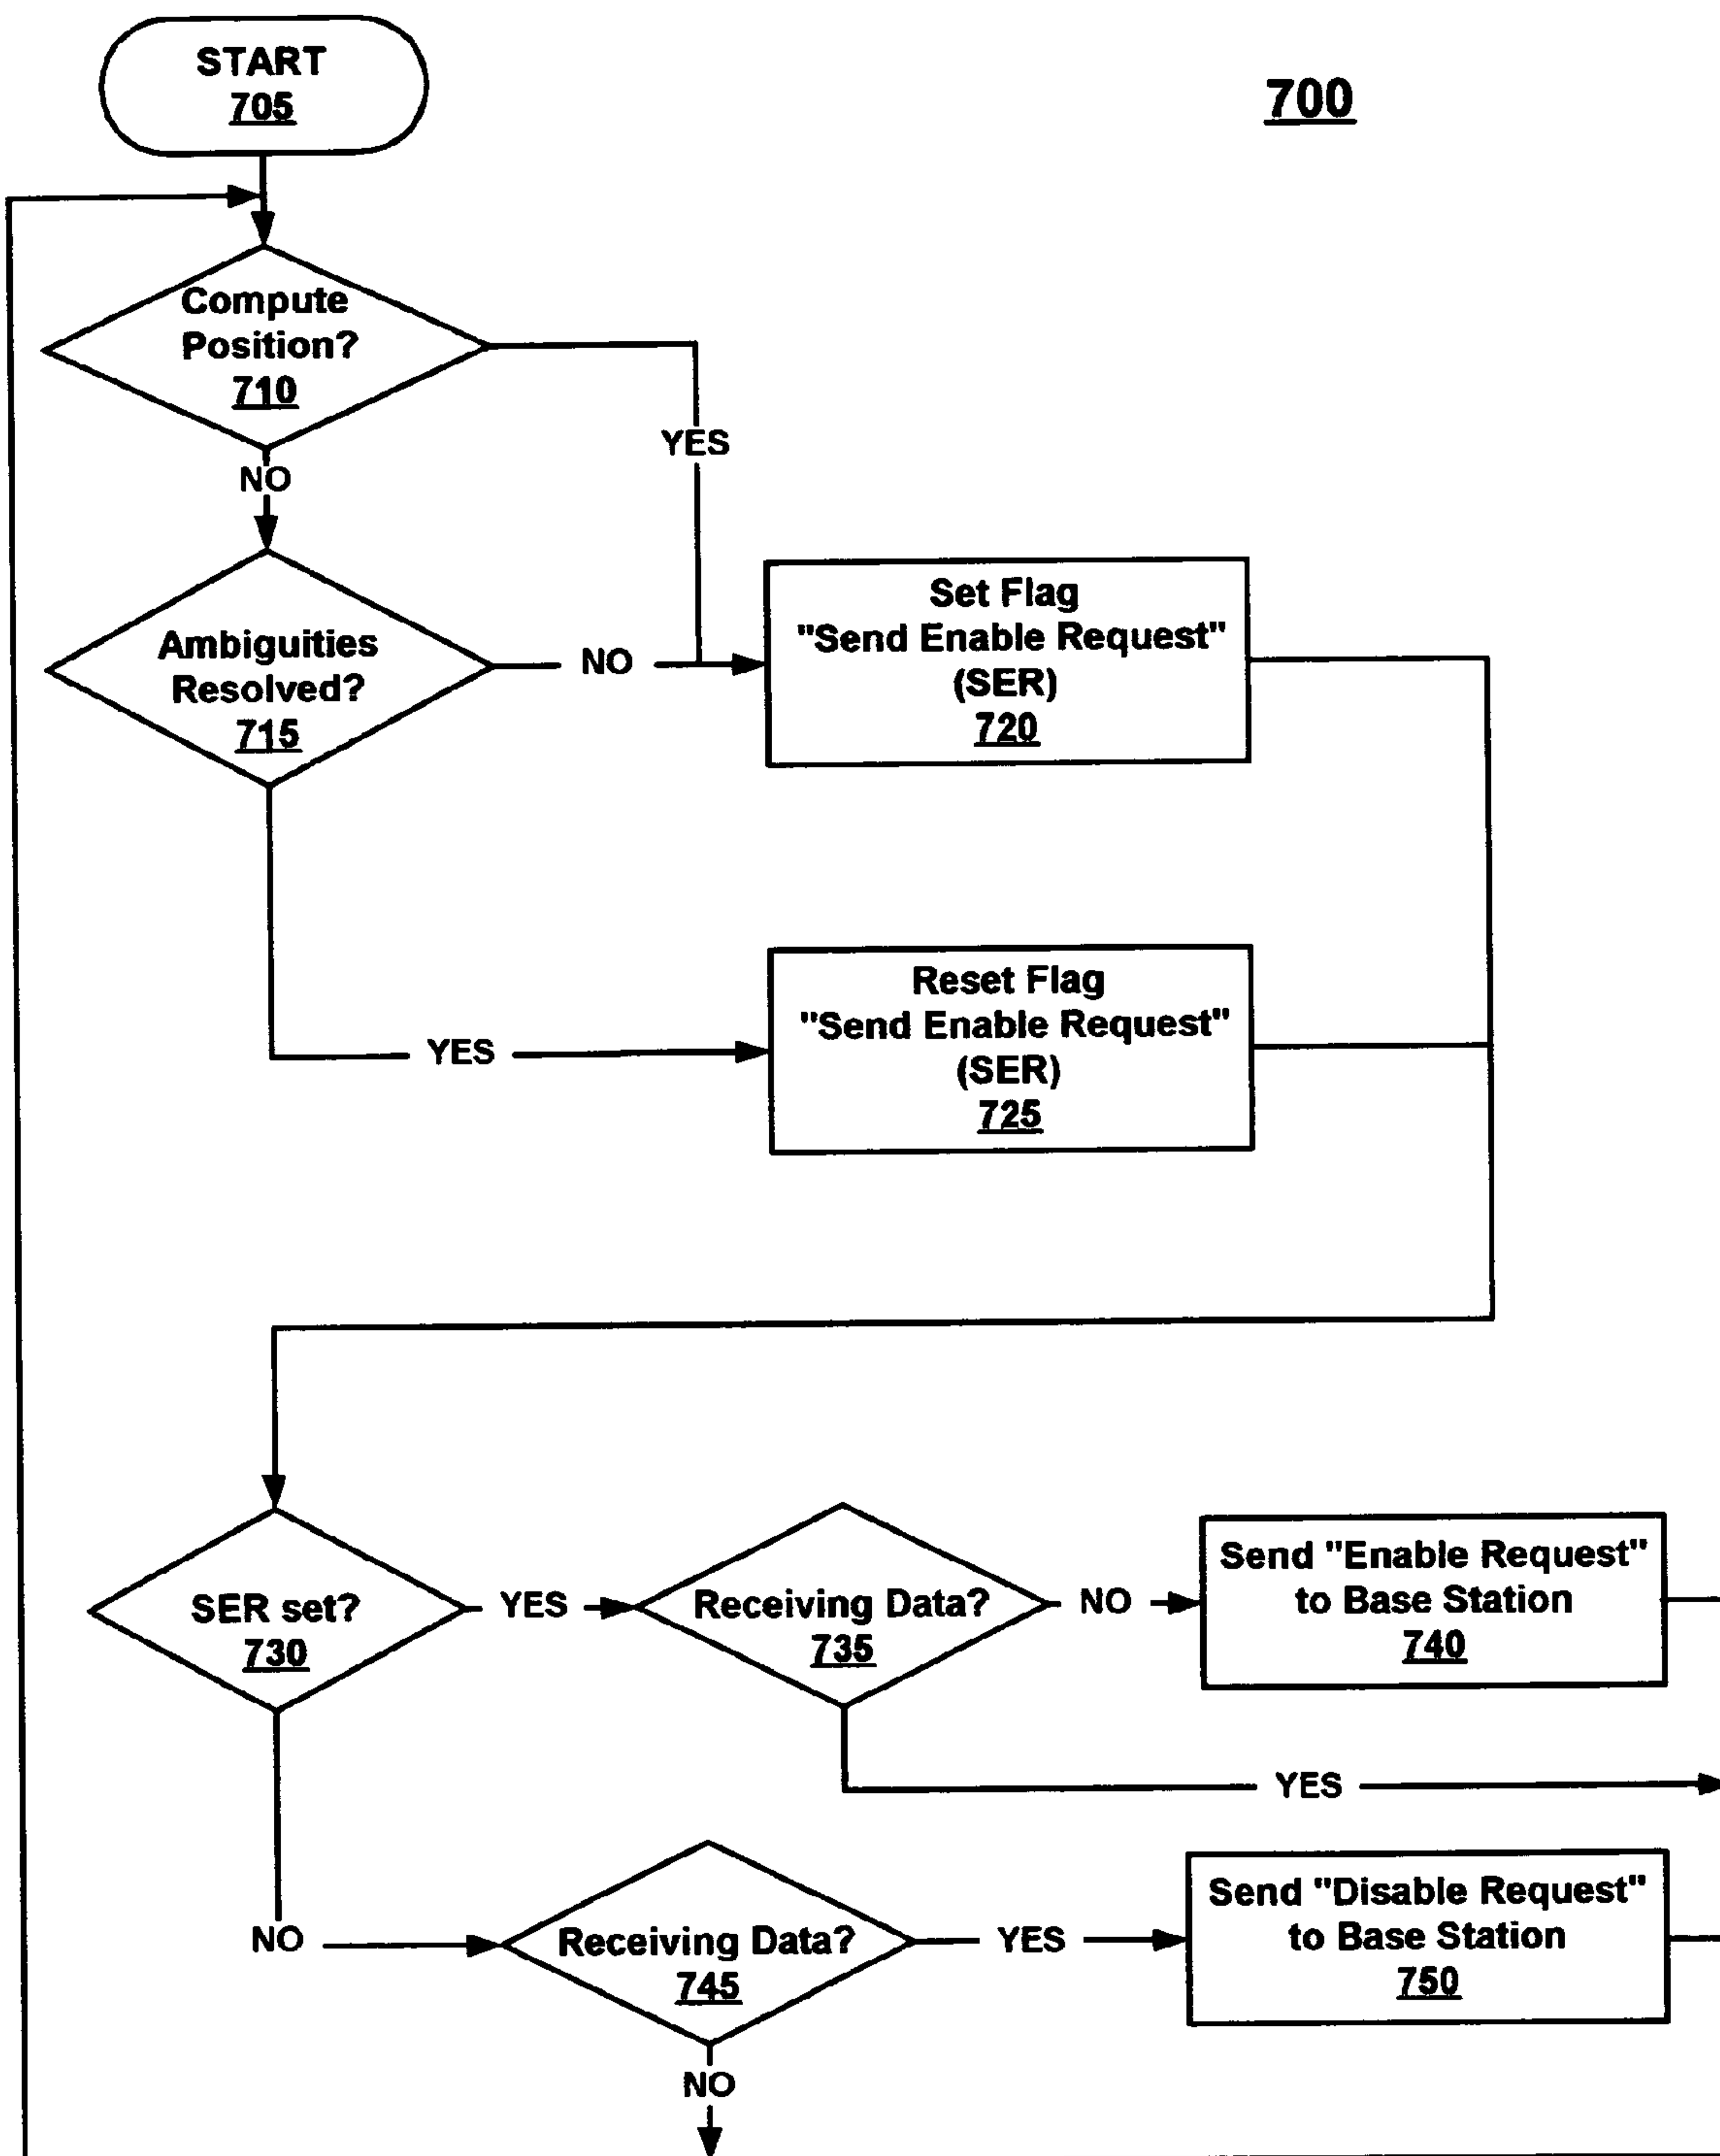 START
705
700
Compute
Position?
710
YES
NO
Ambiguities
Resolved?
715
NO
Set Flag
"Send Enable Request"
(SER)
720
YES
Reset Flag
"Send Enable Request"
(SER)
725
SER set?
730
YES
Receiving Data?
735
NO
Send "Enable Request"
to Base Station
740
YES
NO
Receiving Data?
745
YES
Send "Disable Request"
to Base Station
750
NO